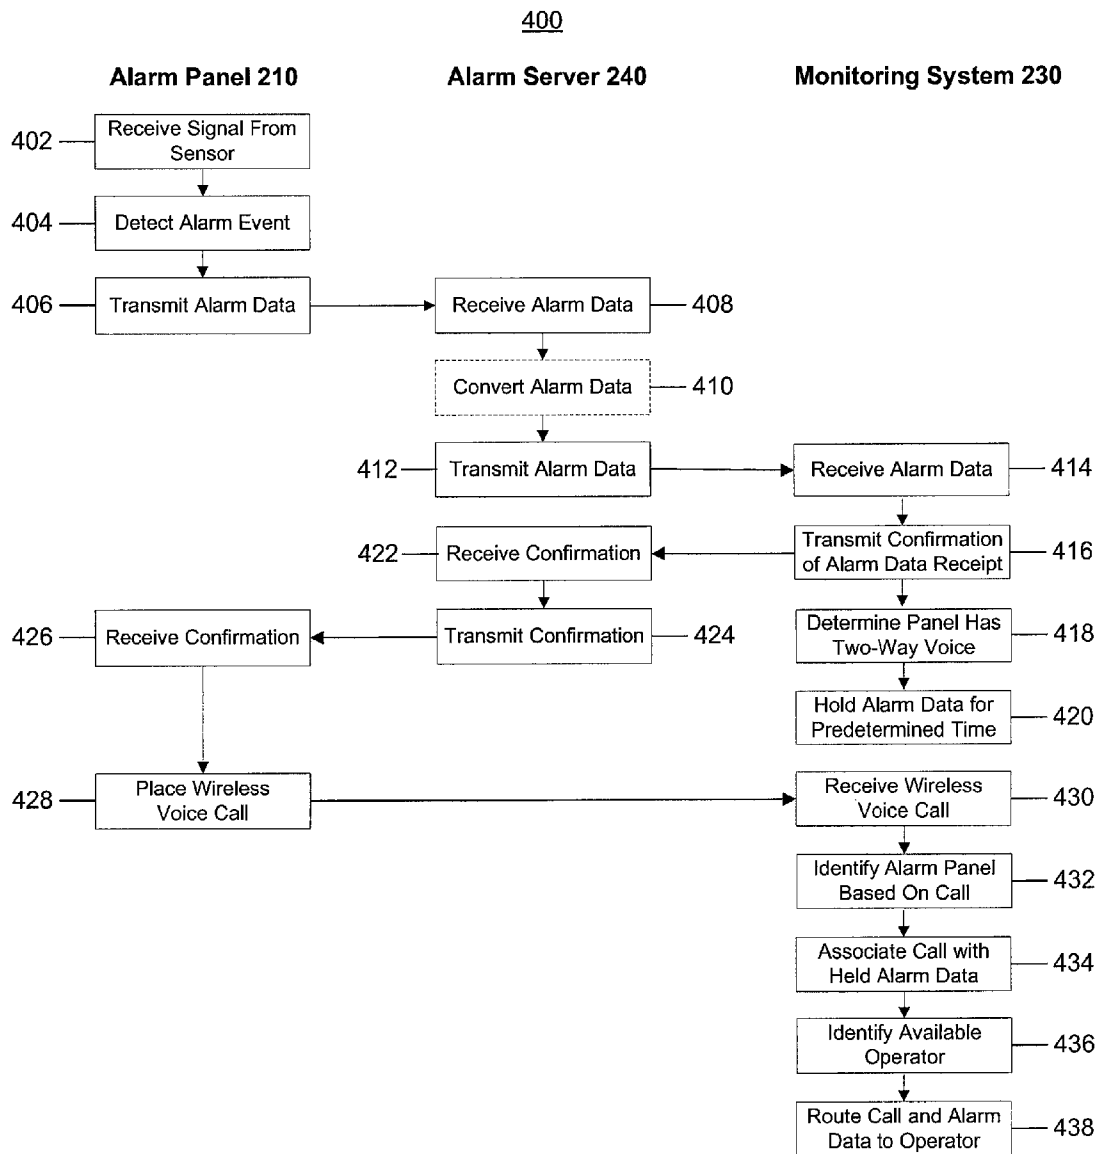 400
Alarm Panel 210 Alarm Server 240 Monitoring System 230
402
Receive Signal From
Sensor
404
Detect Alarm Event
406
Transmit Alarm Data
Receive Alarm Data
408
Convert Alarm Data
410
412
Transmit Alarm Data
Receive Alarm Data
414
422
Receive Confirmation
Transmit Confirmation
of Alarm Data Receipt
416
426
Receive Confirmation
Transmit Confirmation
424
Determine Panel Has
Two-Way Voice
418
Hold Alarm Data for
Predetermined Time
420
428
Place Wireless
Voice Call
Receive Wireless
Voice Call
430
Identify Alarm Panel
Based On Call
432
Associate Call with
Held Alarm Data
434
Identify Available
Operator
436
Route Call and Alarm
Data to Operator
438